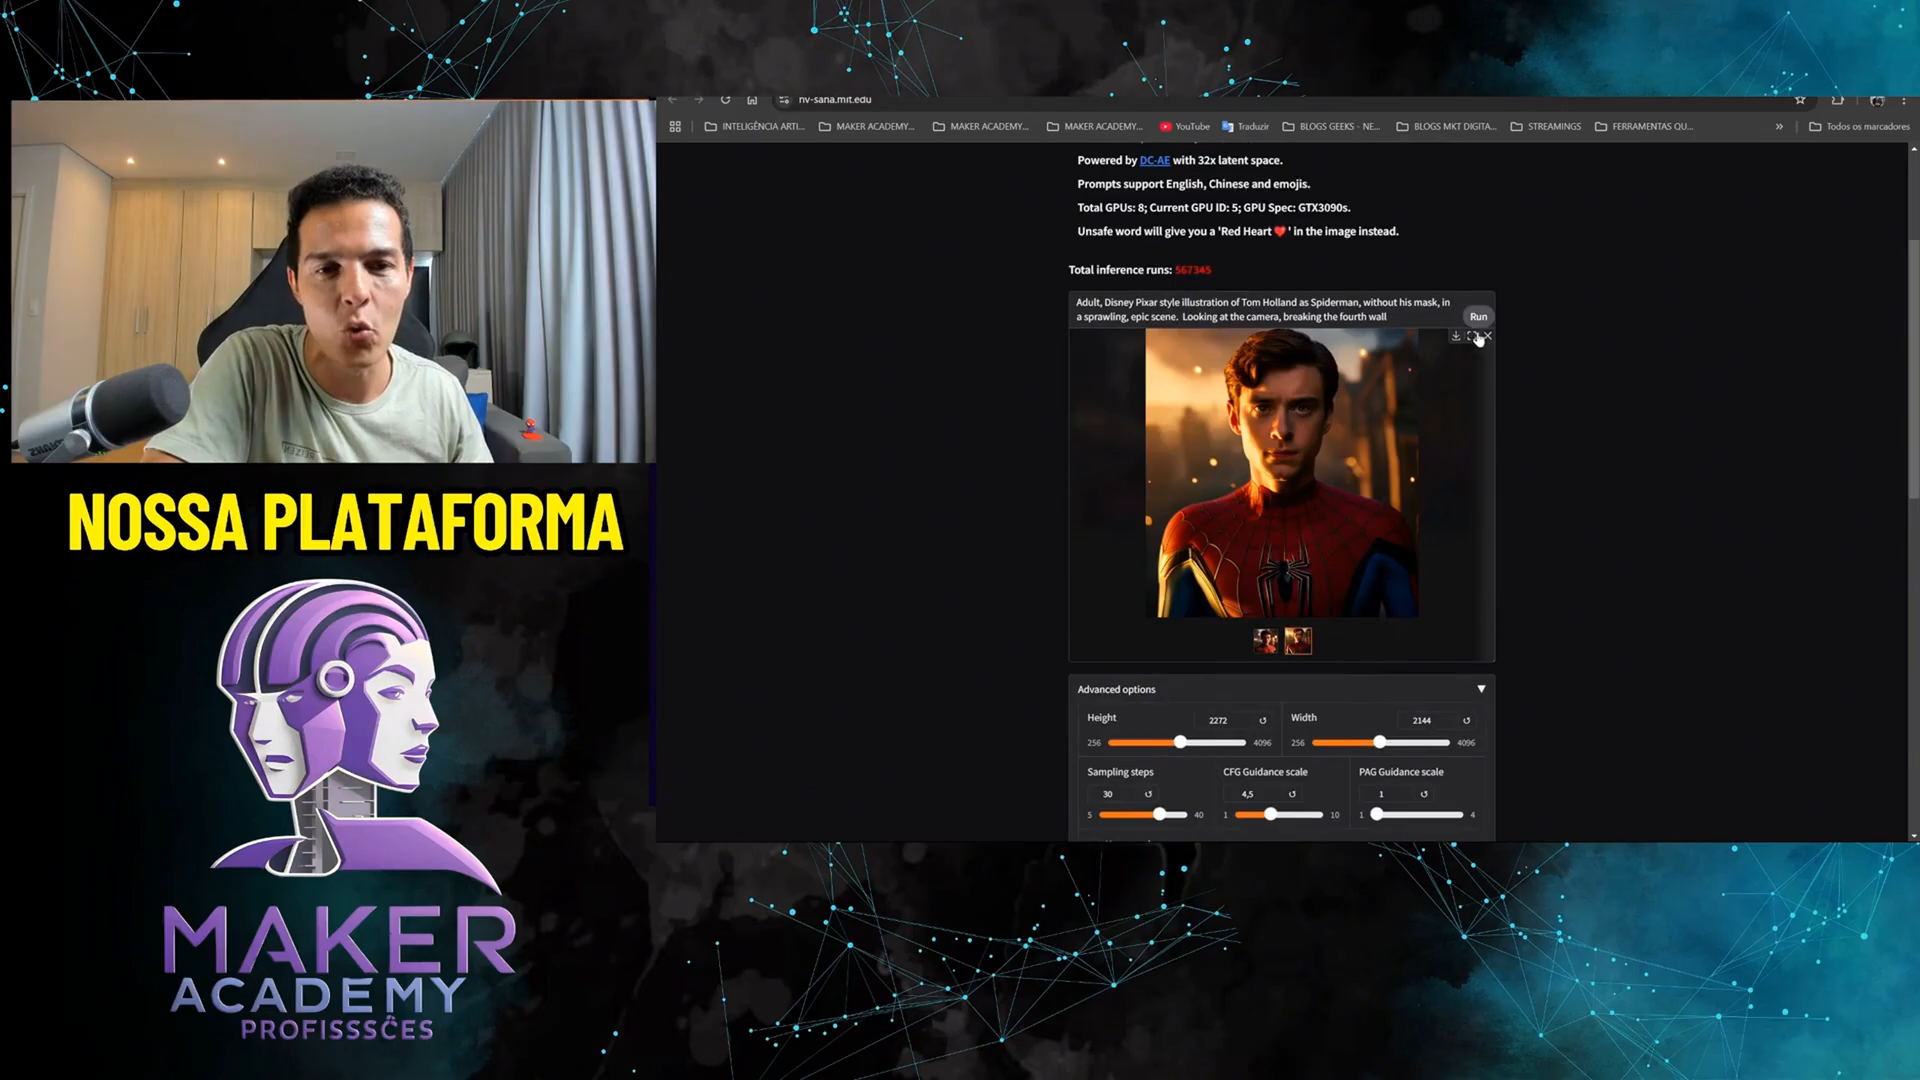 nv-sana.mit.edu
INTELIGÊNCIA ARTI...
MAKER ACADEMY...
MAKER ACADEMY...
MAKER ACADEMY...
YouTube
Traduzir
BLOGS GEEKS - NE...
BLOGS MKT DIGITA...
STREAMINGS
FERRAMENTAS QU...
»
Todos os marcadores
Powered by DC-AE with 32x latent space.
Prompts support English, Chinese and emojis.
Total GPUs: 8; Current GPU ID: 5; GPU Spec: GTX3090s.
Unsafe word will give you a 'Red Heart ❤️' in the image instead.
Total inference runs: 567345
Adult, Disney Pixar style illustration of Tom Holland as Spiderman, without his mask, in
a sprawling, epic scene. Looking at the camera, breaking the fourth wall
Run
Advanced options
Height
2272
256
4096
Width
2144
256
4096
Sampling steps
30
5
40
CFG Guidance scale
4,5
1
10
PAG Guidance scale
1
1
4
NOSSA PLATAFORMA
MAKER
ACADEMY
PROFISSSÕES